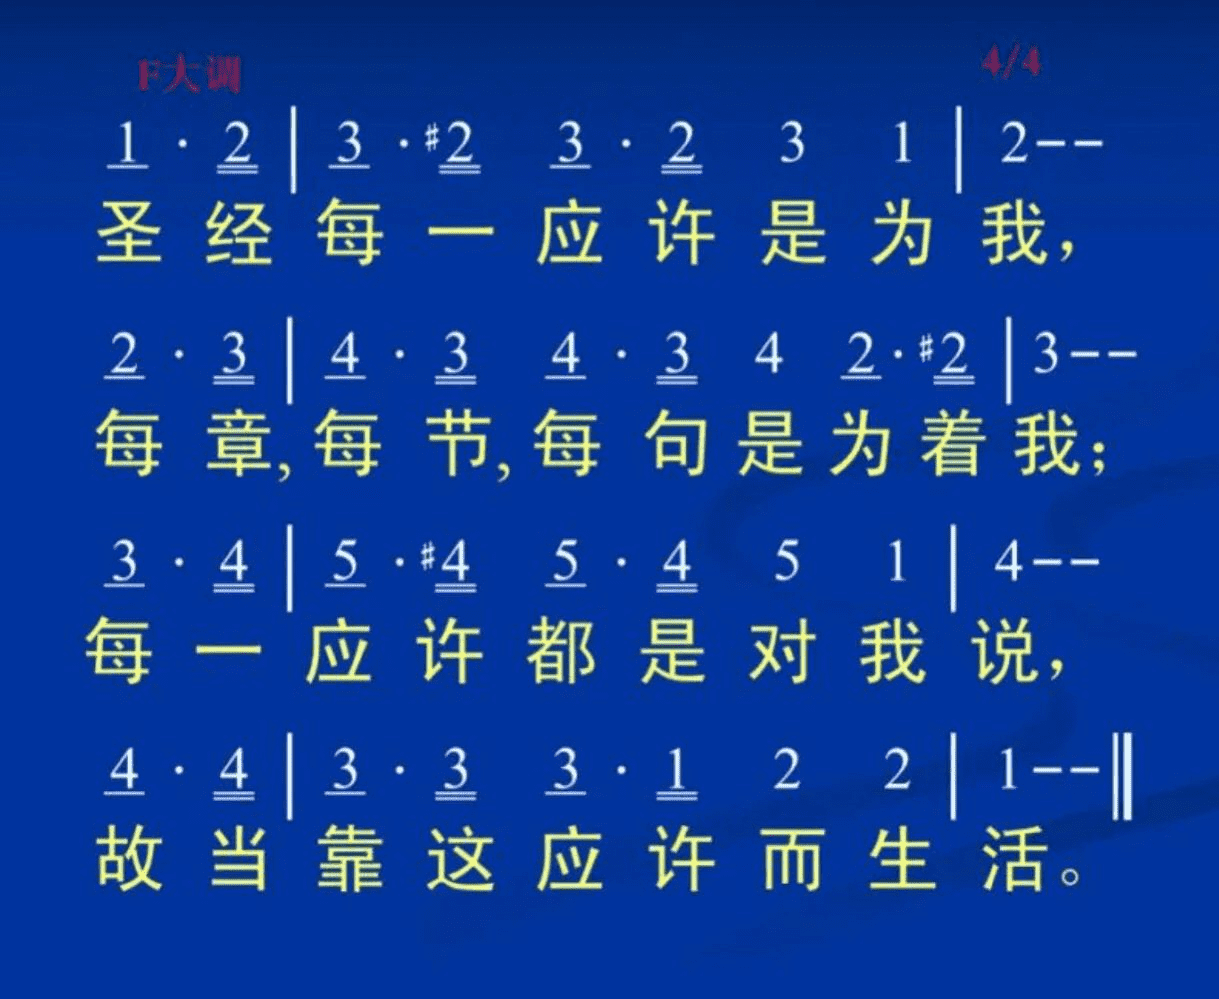 F大调 4/4
1 · 2 | 3 · #2 3 · 2 3 1 | 2--
圣经每一应许是为我，
2 · 3 | 4 · 3 4 · 3 4 2 · #2 | 3--
每章,每节,每句是为着我；
3 · 4 | 5 · #4 5 · 4 5 1 | 4--
每一应许都是对我说，
4 · 4 | 3 · 3 3 · 1 2 2 | 1--‖
故当靠这应许而生活。